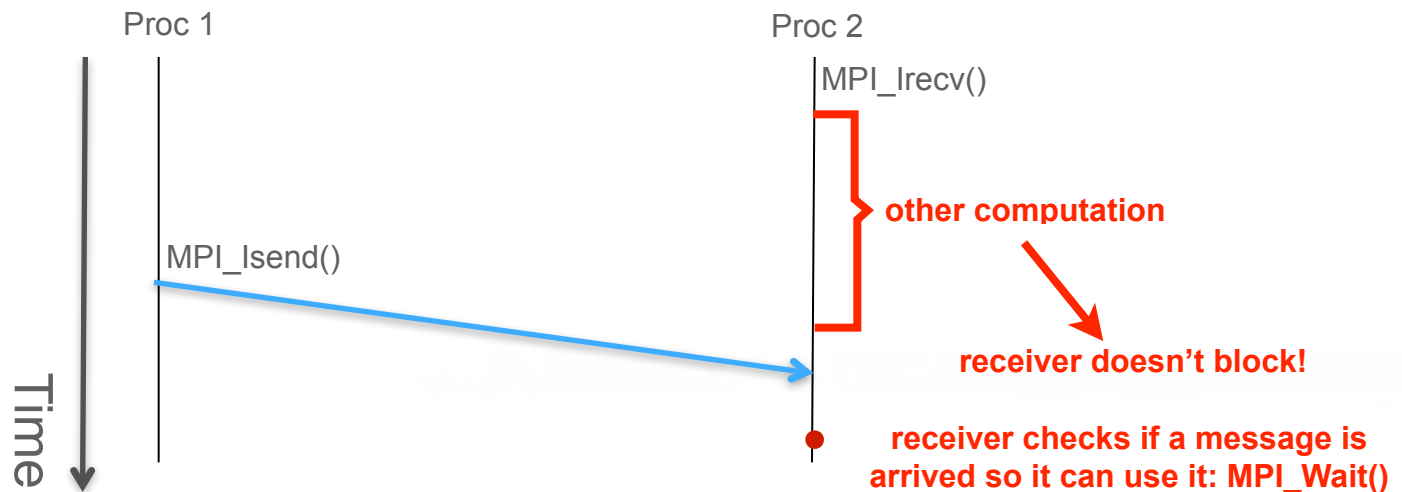 Proc 1
Proc 2
MPI_Irecv()
other computation
MPI_Isend()
receiver doesn’t block!
Time
receiver checks if a message is
arrived so it can use it: MPI_Wait()